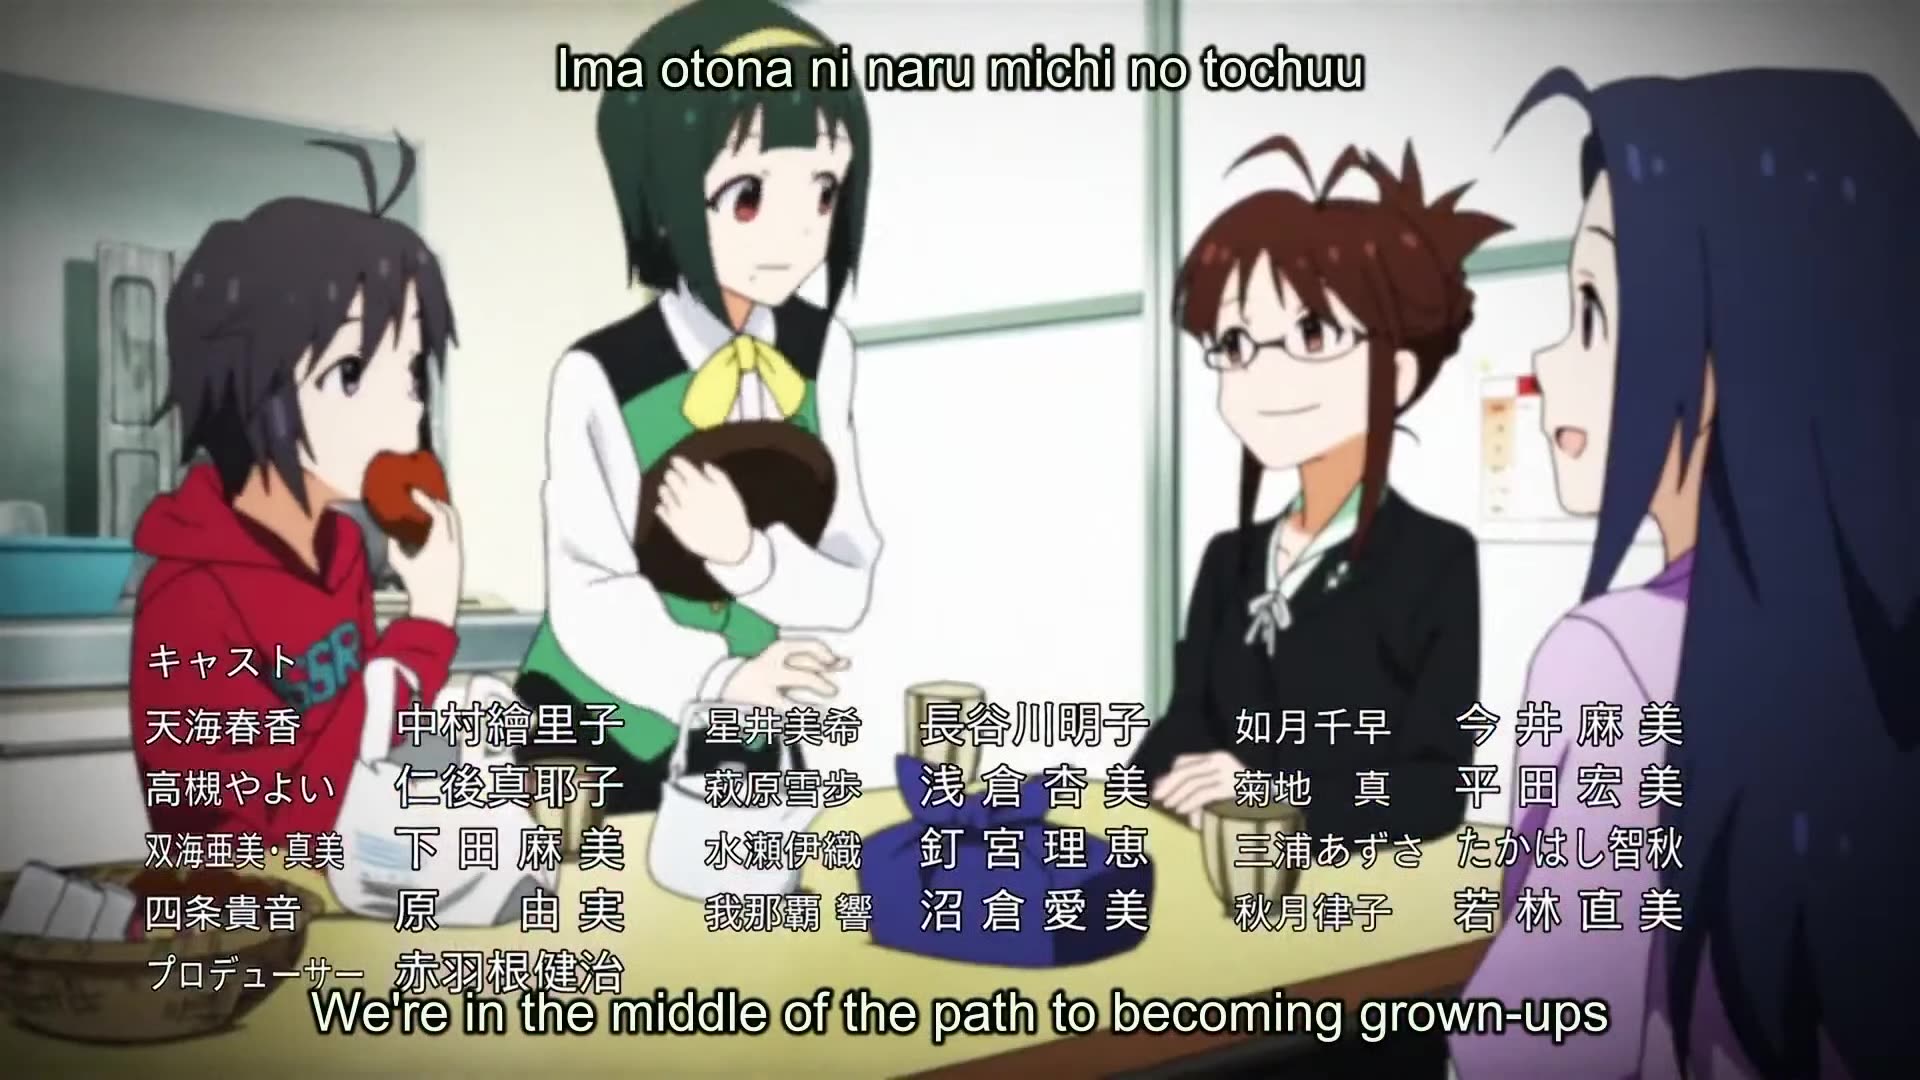 Ima otona ni naru michi no tochuu
SSR
キャスト
天海春香 中村繪里子 星井美希 長谷川明子 如月千早 今井麻美
高槻やよい 仁後真耶子 萩原雪歩 浅倉杏美 菊地 真 平田宏美
双海亜美・真美 下田麻美 水瀬伊織 釘宮理恵 三浦あずさ たかはし智秋
四条貴音 原 由実 我那覇 響 沼倉愛美 秋月律子 若林直美
プロデューサー 赤羽根健治
We're in the middle of the path to becoming grown-ups